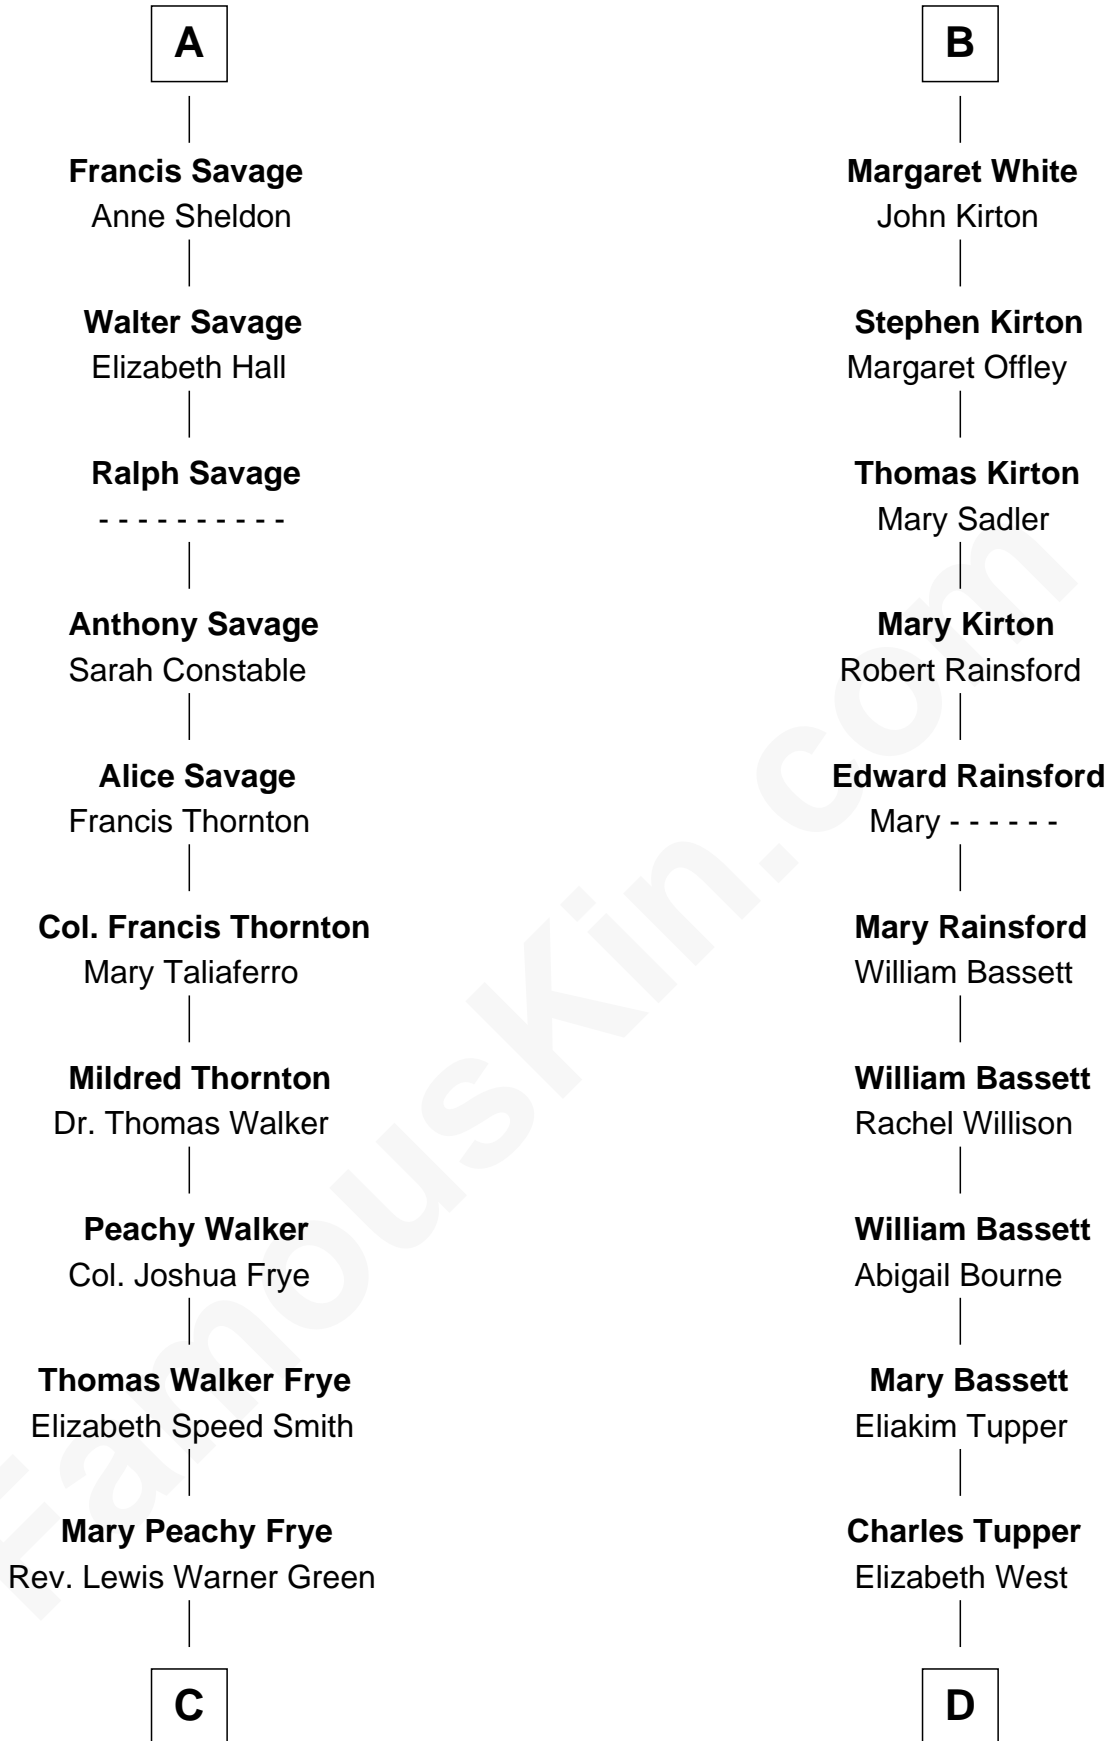 A
Francis Savage
Anne Sheldon
Walter Savage
Elizabeth Hall
Ralph Savage
- - - - - - - - - -
Anthony Savage
Sarah Constable
Alice Savage
Francis Thornton
Col. Francis Thornton
Mary Taliaferro
Mildred Thornton
Dr. Thomas Walker
Peachy Walker
Col. Joshua Frye
Thomas Walker Frye
Elizabeth Speed Smith
Mary Peachy Frye
Rev. Lewis Warner Green
C
B
Margaret White
John Kirton
Stephen Kirton
Margaret Offley
Thomas Kirton
Mary Sadler
Mary Kirton
Robert Rainsford
Edward Rainsford
Mary - - - - - -
Mary Rainsford
William Bassett
William Bassett
Rachel Willison
William Bassett
Abigail Bourne
Mary Bassett
Eliakim Tupper
Charles Tupper
Elizabeth West
D
FamousKin.com